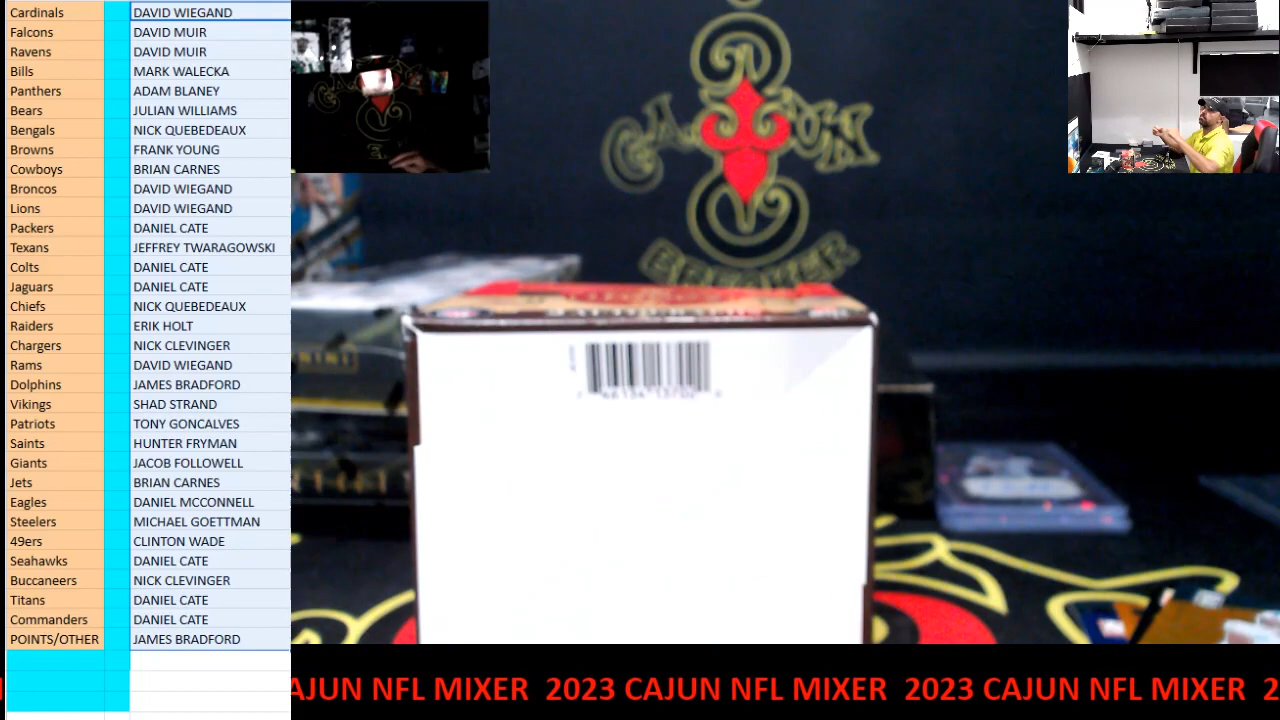 Cardinals DAVID WIEGAND
Falcons DAVID MUIR
Ravens DAVID MUIR
Bills MARK WALECKA
Panthers ADAM BLANEY
Bears JULIAN WILLIAMS
Bengals NICK QUEBEDEAUX
Browns FRANK YOUNG
Cowboys BRIAN CARNES
Broncos DAVID WIEGAND
Lions DAVID WIEGAND
Packers DANIEL CATE
Texans JEFFREY TWARAGOWSKI
Colts DANIEL CATE
Jaguars DANIEL CATE
Chiefs NICK QUEBEDEAUX
Raiders ERIK HOLT
Chargers NICK CLEVINGER
Rams DAVID WIEGAND
Dolphins JAMES BRADFORD
Vikings SHAD STRAND
Patriots TONY GONCALVES
Saints HUNTER FRYMAN
Giants JACOB FOLLOWELL
Jets BRIAN CARNES
Eagles DANIEL MCCONNELL
Steelers MICHAEL GOETTMAN
49ers CLINTON WADE
Seahawks DANIEL CATE
Buccaneers NICK CLEVINGER
Titans DANIEL CATE
Commanders DANIEL CATE
POINTS/OTHER JAMES BRADFORD
CAJUN
BREAKER
PANINI
AJUN NFL MIXER 2023 CAJUN NFL MIXER 2023 CAJUN NFL MIXER 2